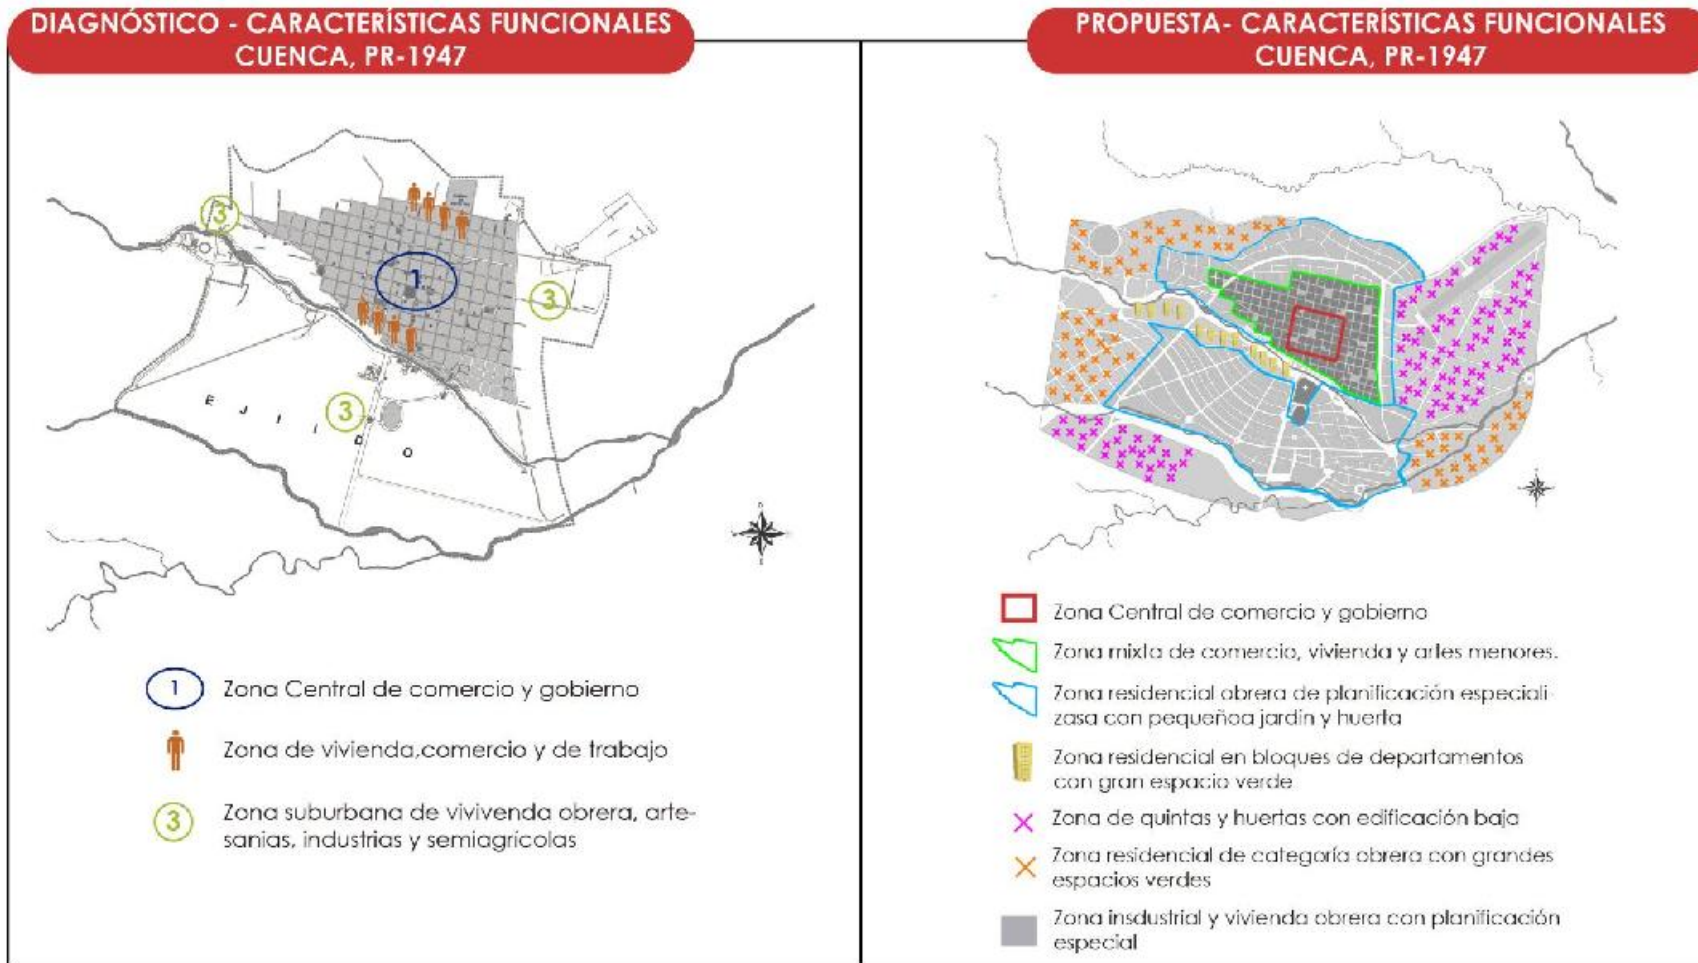 DIAGNÓSTICO - CARACTERÍSTICAS FUNCIONALES
CUENCA, PR-1947
3
1
3
3
E J I D O
1
Zona Central de comercio y gobierno
Zona de vivienda,comercio y de trabajo
3
Zona suburbana de vivivenda obrera, arte-
sanias, industrias y semiagrícolas
PROPUESTA- CARACTERÍSTICAS FUNCIONALES
CUENCA, PR-1947
Zona Central de comercio y gobierno
Zona mixta de comercio, vivienda y artes menores.
Zona residencial obrera de planificación especiali-
zasa con pequeñoa jardín y huerta
Zona residencial en bloques de departamentos
con gran espacio verde
Zona de quintas y huertas con edificación baja
Zona residencial de categoría obrera con grandes
espacios verdes
Zona insdustrial y vivienda obrera con planificación
especial